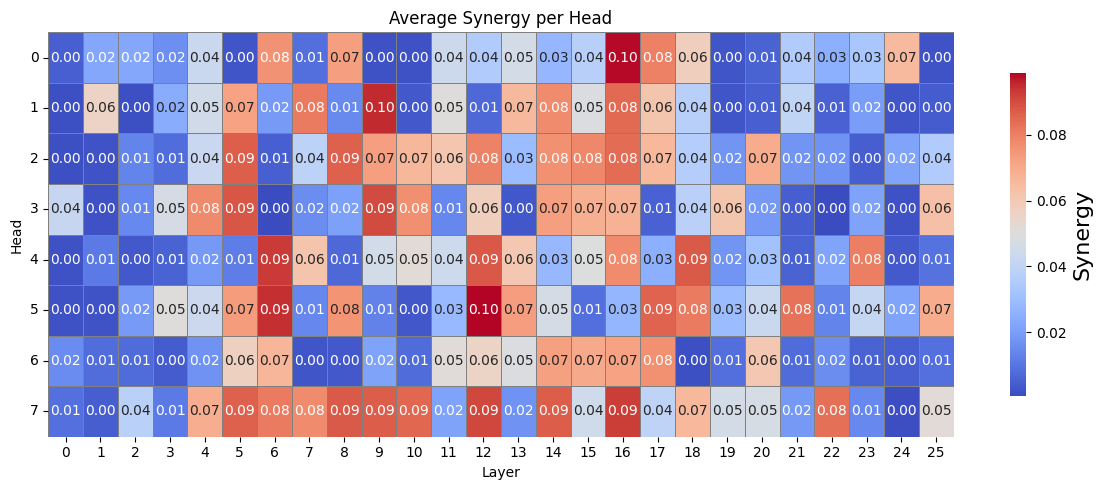 Average Synergy per Head
0 0.00 0.02 0.02 0.02 0.04 0.00 0.08 0.01 0.07 0.00 0.00 0.04 0.04 0.05 0.03 0.04 0.10 0.08 0.06 0.00 0.01 0.04 0.03 0.03 0.07 0.00
1 0.00 0.06 0.00 0.02 0.05 0.07 0.02 0.08 0.01 0.10 0.00 0.05 0.01 0.07 0.08 0.05 0.08 0.06 0.04 0.00 0.01 0.04 0.01 0.02 0.00 0.00
2 0.00 0.00 0.01 0.01 0.04 0.09 0.01 0.04 0.09 0.07 0.07 0.06 0.08 0.03 0.08 0.08 0.08 0.07 0.04 0.02 0.07 0.02 0.02 0.00 0.02 0.04
3 0.04 0.00 0.01 0.05 0.08 0.09 0.00 0.02 0.02 0.09 0.08 0.01 0.06 0.00 0.07 0.07 0.07 0.01 0.04 0.06 0.02 0.00 0.00 0.02 0.00 0.06
4 0.00 0.01 0.00 0.01 0.02 0.01 0.09 0.06 0.01 0.05 0.05 0.04 0.09 0.06 0.03 0.05 0.08 0.03 0.09 0.02 0.03 0.01 0.02 0.08 0.00 0.01
5 0.00 0.00 0.02 0.05 0.04 0.07 0.09 0.01 0.08 0.01 0.00 0.03 0.10 0.07 0.05 0.01 0.03 0.09 0.08 0.03 0.04 0.08 0.01 0.04 0.02 0.07
6 0.02 0.01 0.01 0.00 0.02 0.06 0.07 0.00 0.00 0.02 0.01 0.05 0.06 0.05 0.07 0.07 0.07 0.08 0.00 0.01 0.06 0.01 0.02 0.01 0.00 0.01
7 0.01 0.00 0.04 0.01 0.07 0.09 0.08 0.08 0.09 0.09 0.09 0.02 0.09 0.02 0.09 0.04 0.09 0.04 0.07 0.05 0.05 0.02 0.08 0.01 0.00 0.05
0 1 2 3 4 5 6 7 8 9 10 11 12 13 14 15 16 17 18 19 20 21 22 23 24 25
Layer
Head
0.08
0.06
0.04
0.02
Synergy